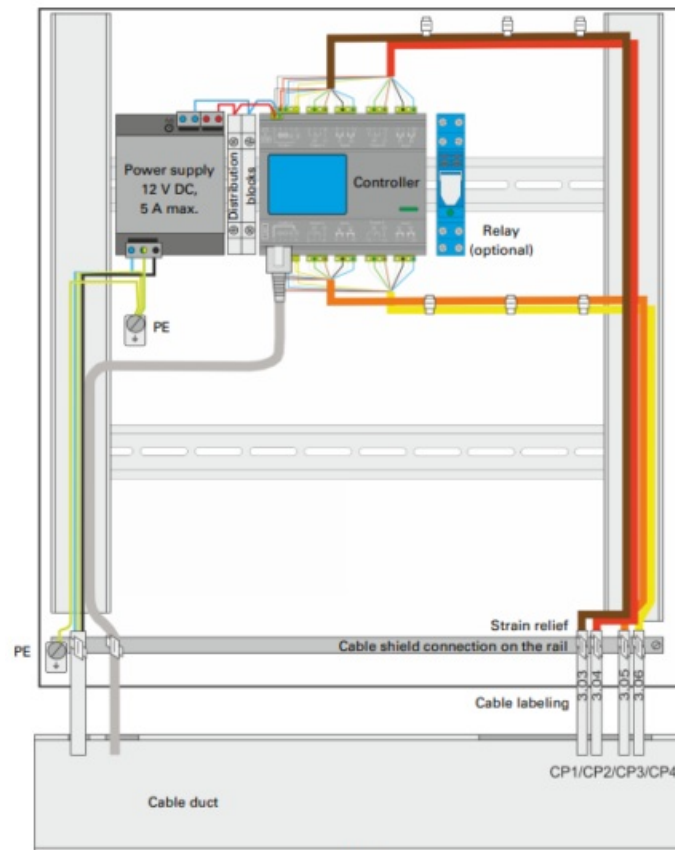 Power supply
12 V DC,
5 A max.
Distribution
blocks
Controller
Relay
(optional)
PE
PE
Strain relief
Cable shield connection on the rail
Cable labeling
3.03
3.04
3.05
3.06
CP1/CP2/CP3/CP4
Cable duct